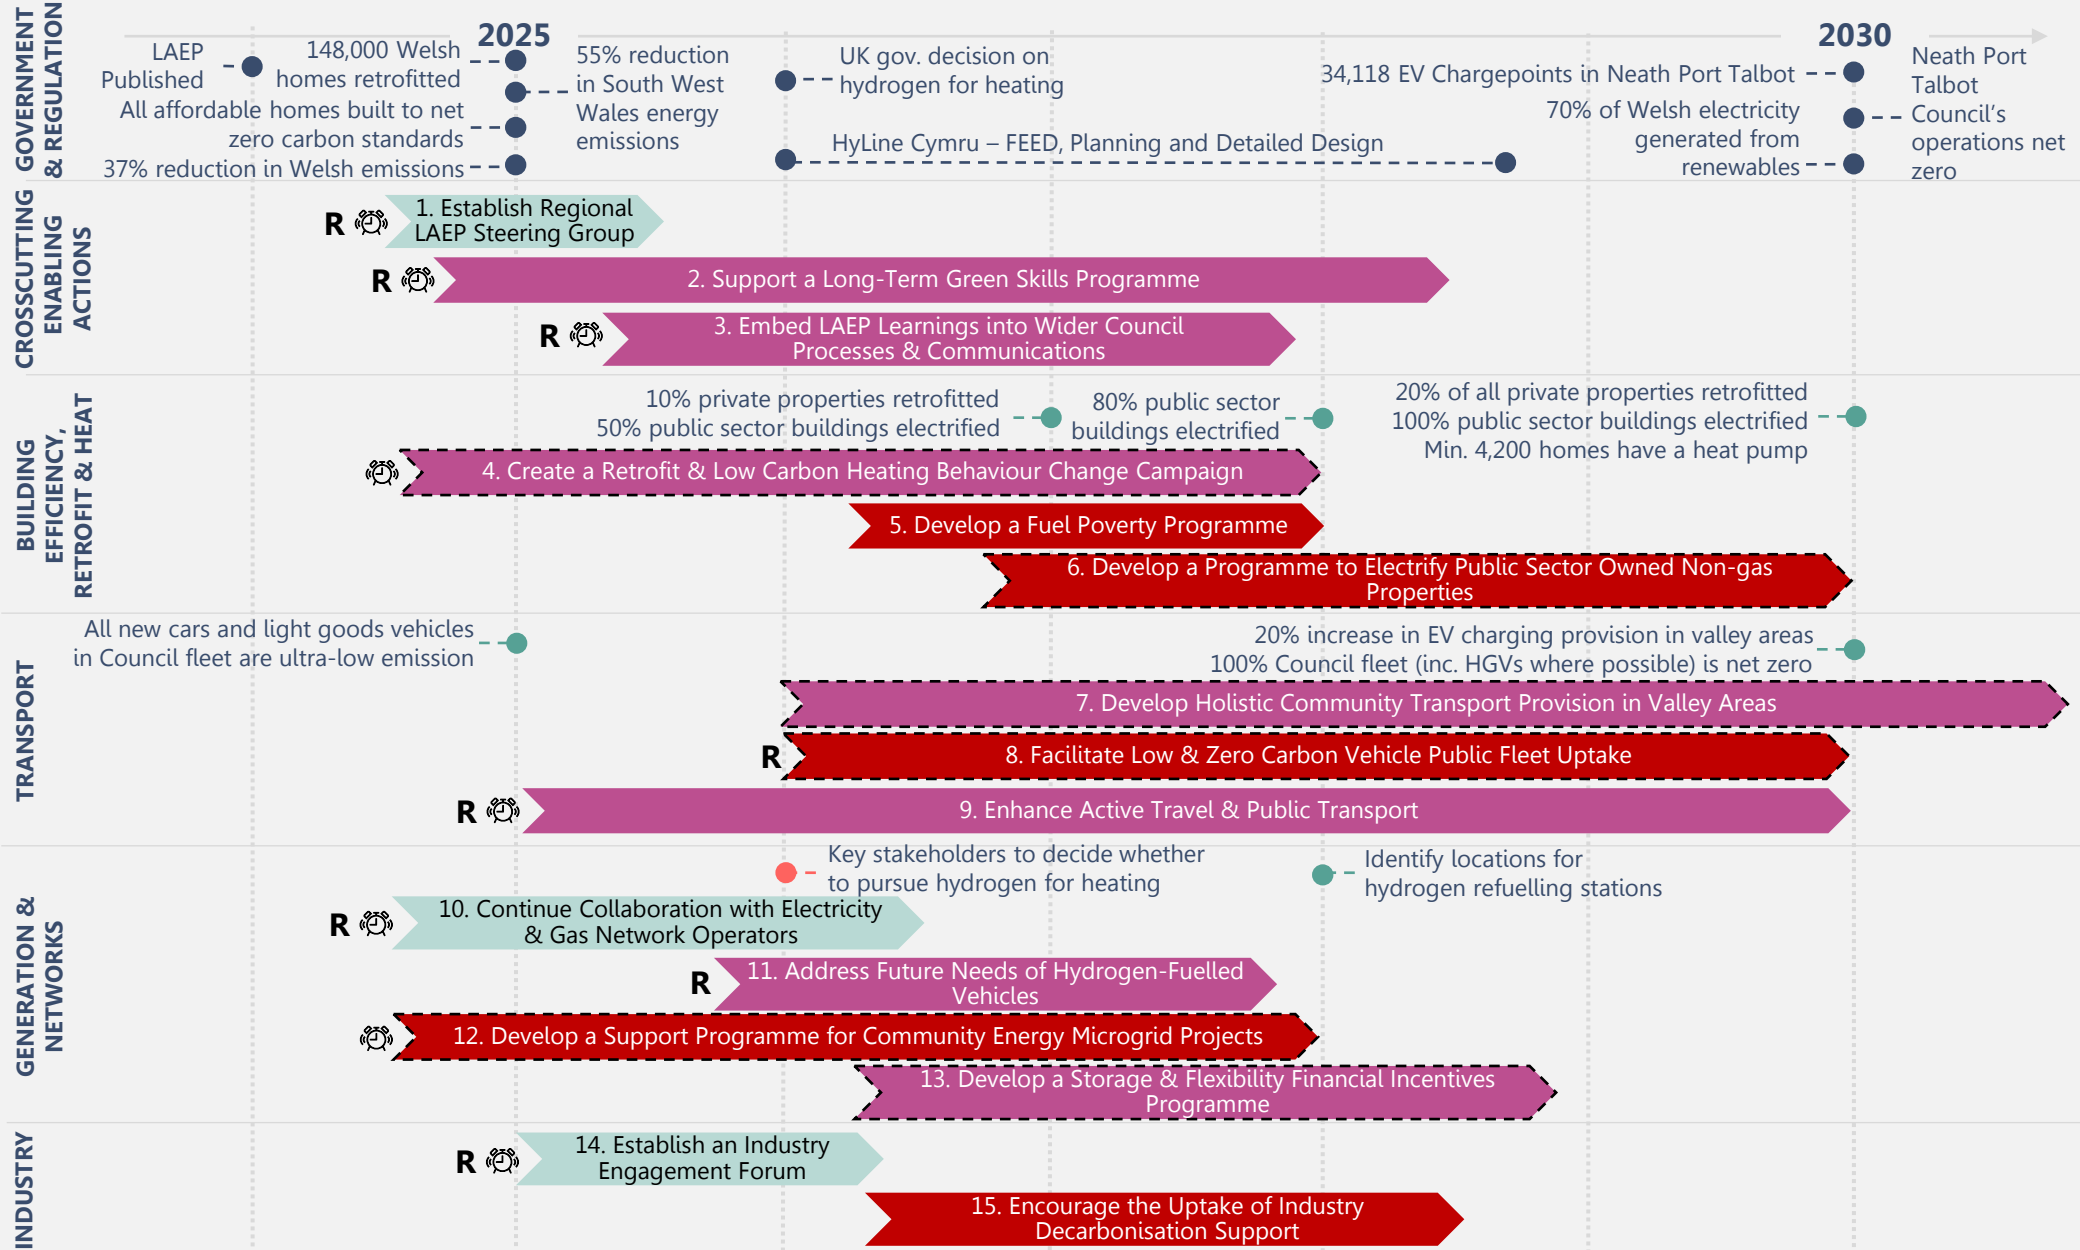 GOVERNMENT
& REGULATION
2025
2030
LAEP
Published
148,000 Welsh
homes retrofitted
All affordable homes built to net
zero carbon standards
37% reduction in Welsh emissions
55% reduction
in South West
Wales energy
emissions
UK gov. decision on
hydrogen for heating
HyLine Cymru – FEED, Planning and Detailed Design
34,118 EV Chargepoints in Neath Port Talbot
70% of Welsh electricity
generated from
renewables
Neath Port
Talbot
Council’s
operations net
zero
CROSSCUTTING
ENABLING
ACTIONS
R
1. Establish Regional
LAEP Steering Group
R
2. Support a Long-Term Green Skills Programme
R
3. Embed LAEP Learnings into Wider Council
Processes & Communications
BUILDING
EFFICIENCY,
RETROFIT & HEAT
10% private properties retrofitted
50% public sector buildings electrified
80% public sector
buildings electrified
20% of all private properties retrofitted
100% public sector buildings electrified
Min. 4,200 homes have a heat pump
4. Create a Retrofit & Low Carbon Heating Behaviour Change Campaign
5. Develop a Fuel Poverty Programme
6. Develop a Programme to Electrify Public Sector Owned Non-gas
Properties
TRANSPORT
All new cars and light goods vehicles
in Council fleet are ultra-low emission
20% increase in EV charging provision in valley areas
100% Council fleet (inc. HGVs where possible) is net zero
7. Develop Holistic Community Transport Provision in Valley Areas
R
8. Facilitate Low & Zero Carbon Vehicle Public Fleet Uptake
R
9. Enhance Active Travel & Public Transport
GENERATION &
NETWORKS
Key stakeholders to decide whether
to pursue hydrogen for heating
Identify locations for
hydrogen refuelling stations
R
10. Continue Collaboration with Electricity
& Gas Network Operators
R
11. Address Future Needs of Hydrogen-Fuelled
Vehicles
12. Develop a Support Programme for Community Energy Microgrid Projects
13. Develop a Storage & Flexibility Financial Incentives
Programme
INDUSTRY
R
14. Establish an Industry
Engagement Forum
15. Encourage the Uptake of Industry
Decarbonisation Support